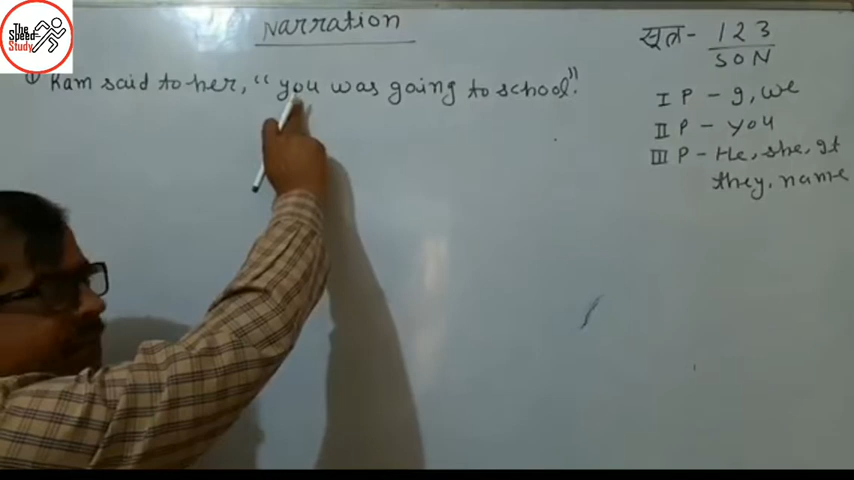 The
Speed
Study
Narration
① Ram said to her, “you was going to school”.
सूत्र- 1 2 3
S O N
I P - I, we
II P - you
III P - He, she, It
they, name